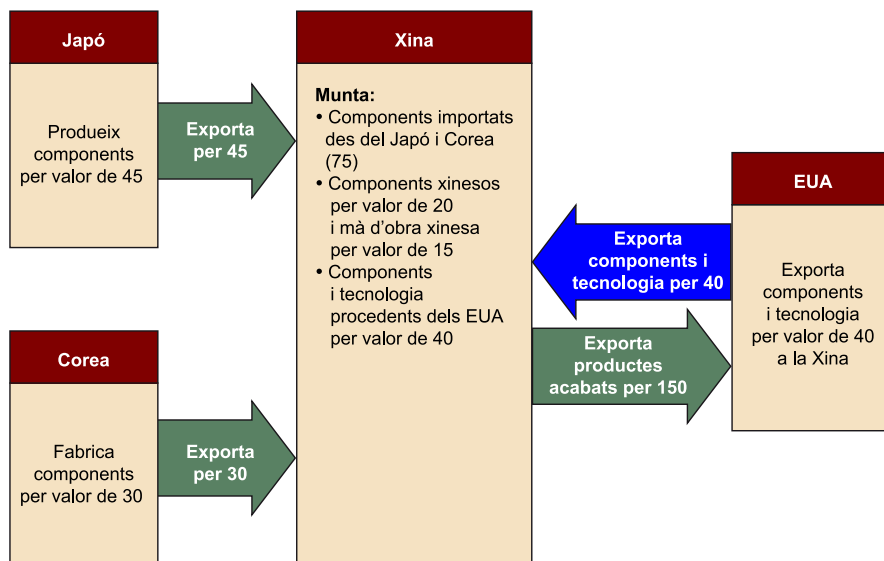 Japó
Produeix
components
per valor de 45
Exporta
per 45
Corea
Fabrica
components
per valor de 30
Exporta
per 30
Xina
Munta:
• Components importats
des del Japó i Corea
(75)
• Components xinesos
per valor de 20
i mà d’obra xinesa
per valor de 15
• Components
i tecnologia
procedents dels EUA
per valor de 40
Exporta
components i
tecnologia per 40
Exporta
productes
acabats per 150
EUA
Exporta
components
i tecnologia
per valor de 40
a la Xina